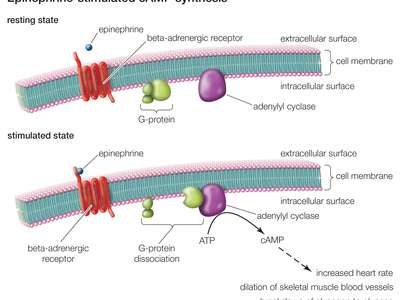 Epinephrine-stimulated cAMP synthesis
resting state
epinephrine
beta-adrenergic receptor
extracellular surface
cell membrane
intracellular surface
adenylyl cyclase
G-protein
stimulated state
epinephrine
extracellular surface
cell membrane
intracellular surface
adenylyl cyclase
beta-adrenergic
receptor
G-protein
dissociation
ATP
cAMP
increased heart rate
dilation of skeletal muscle blood vessels